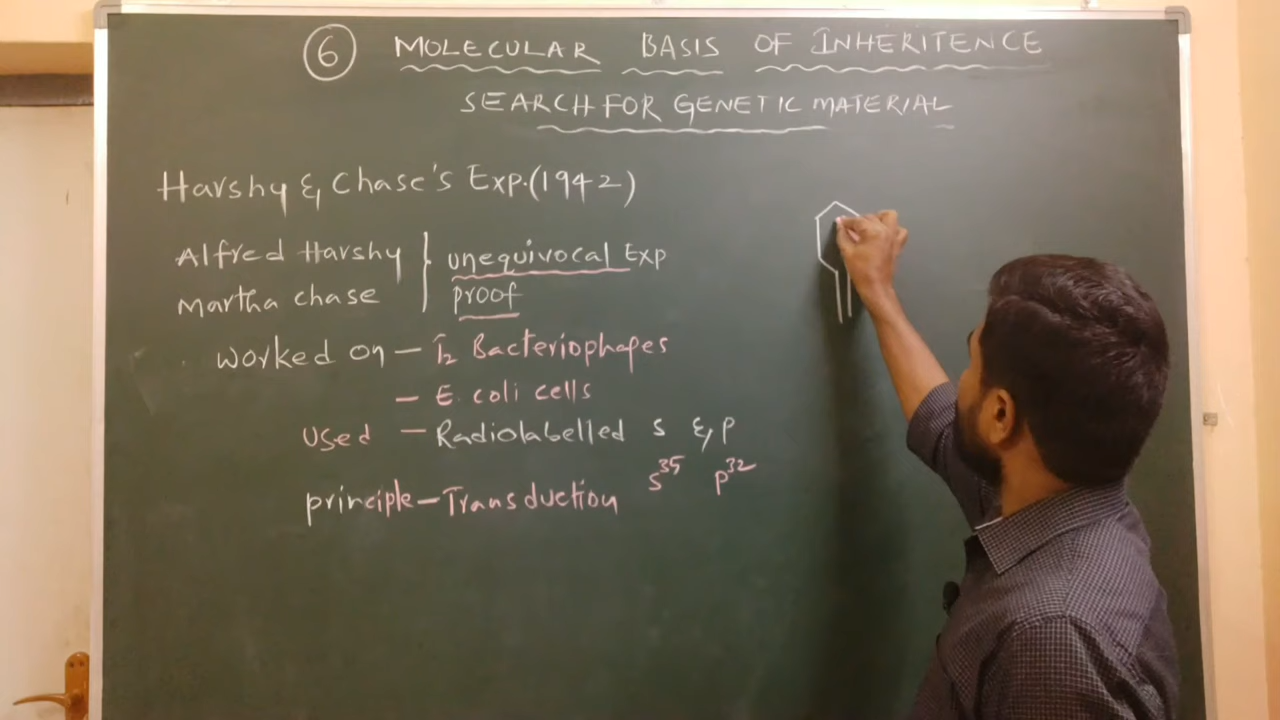 6 MOLECULAR BASIS OF INHERITENCE
SEARCH FOR GENETIC MATERIAL
Harshy & Chase's Exp.(1942)
Alfred Harshy } unequivocal Exp
Martha chase proof
worked on – T2 Bacteriophages
– E. coli cells
Used – Radiolabelled S & P
S35 P32
principle – Transduction